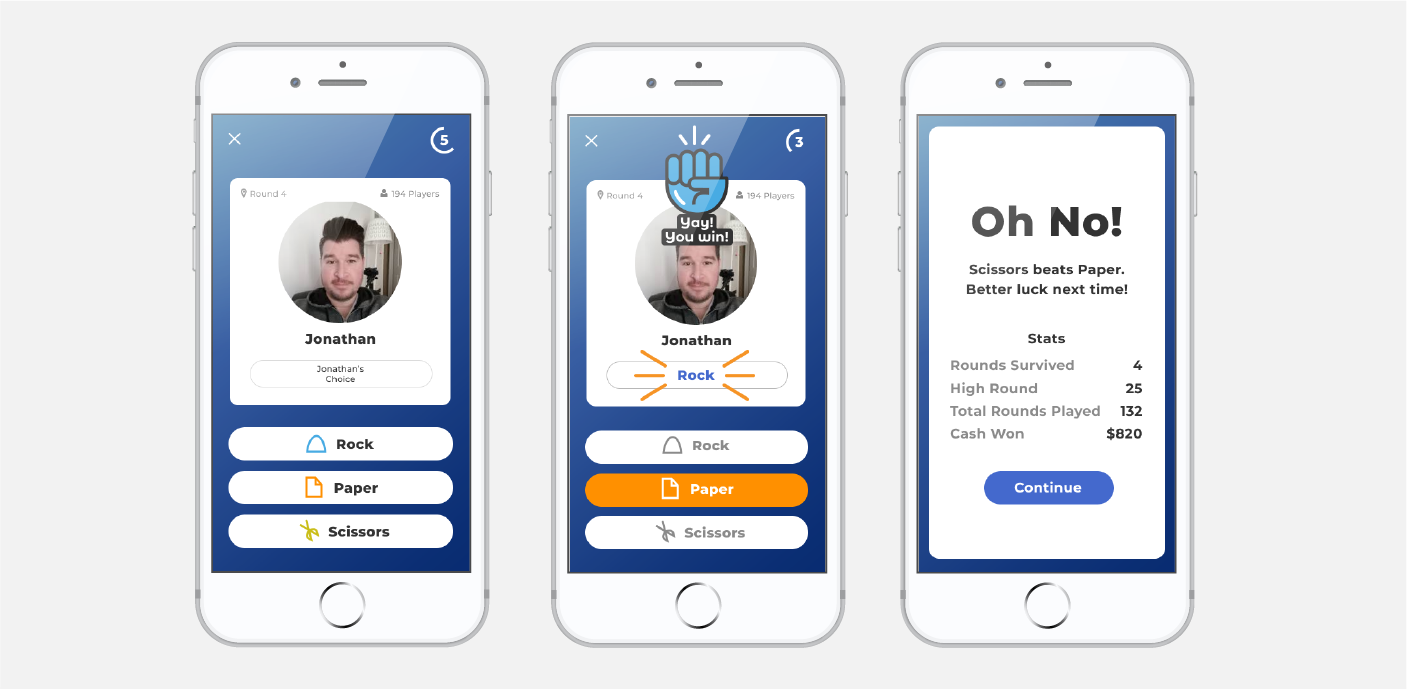 5
Round 4
194 Players
Jonathan
Jonathan's
Choice
Rock
Paper
Scissors
3
Round 4
194 Players
Yay!
You win!
Jonathan
Rock
Rock
Paper
Scissors
Oh No!
Scissors beats Paper.
Better luck next time!
Stats
Rounds Survived 4
High Round 25
Total Rounds Played 132
Cash Won $820
Continue